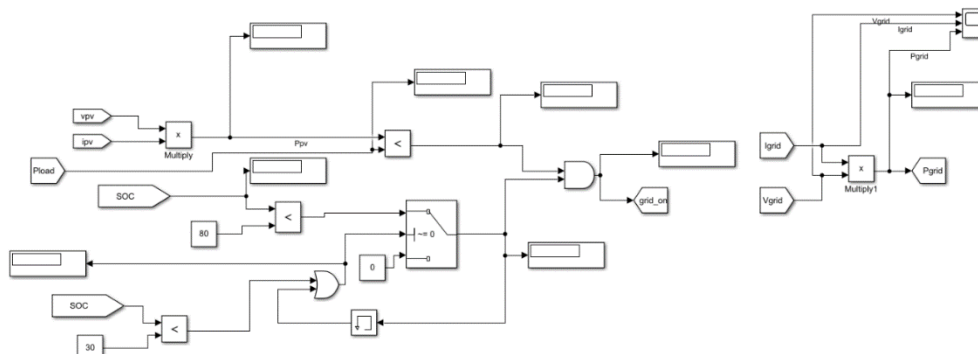 vpv
ipv
x
Multiply
Ppv
Pload
<
SOC
80
<
~= 0
0
SOC
30
<
grid_on
Vgrid
Igrid
Pgrid
Igrid
Vgrid
x
Multiply1
Pgrid